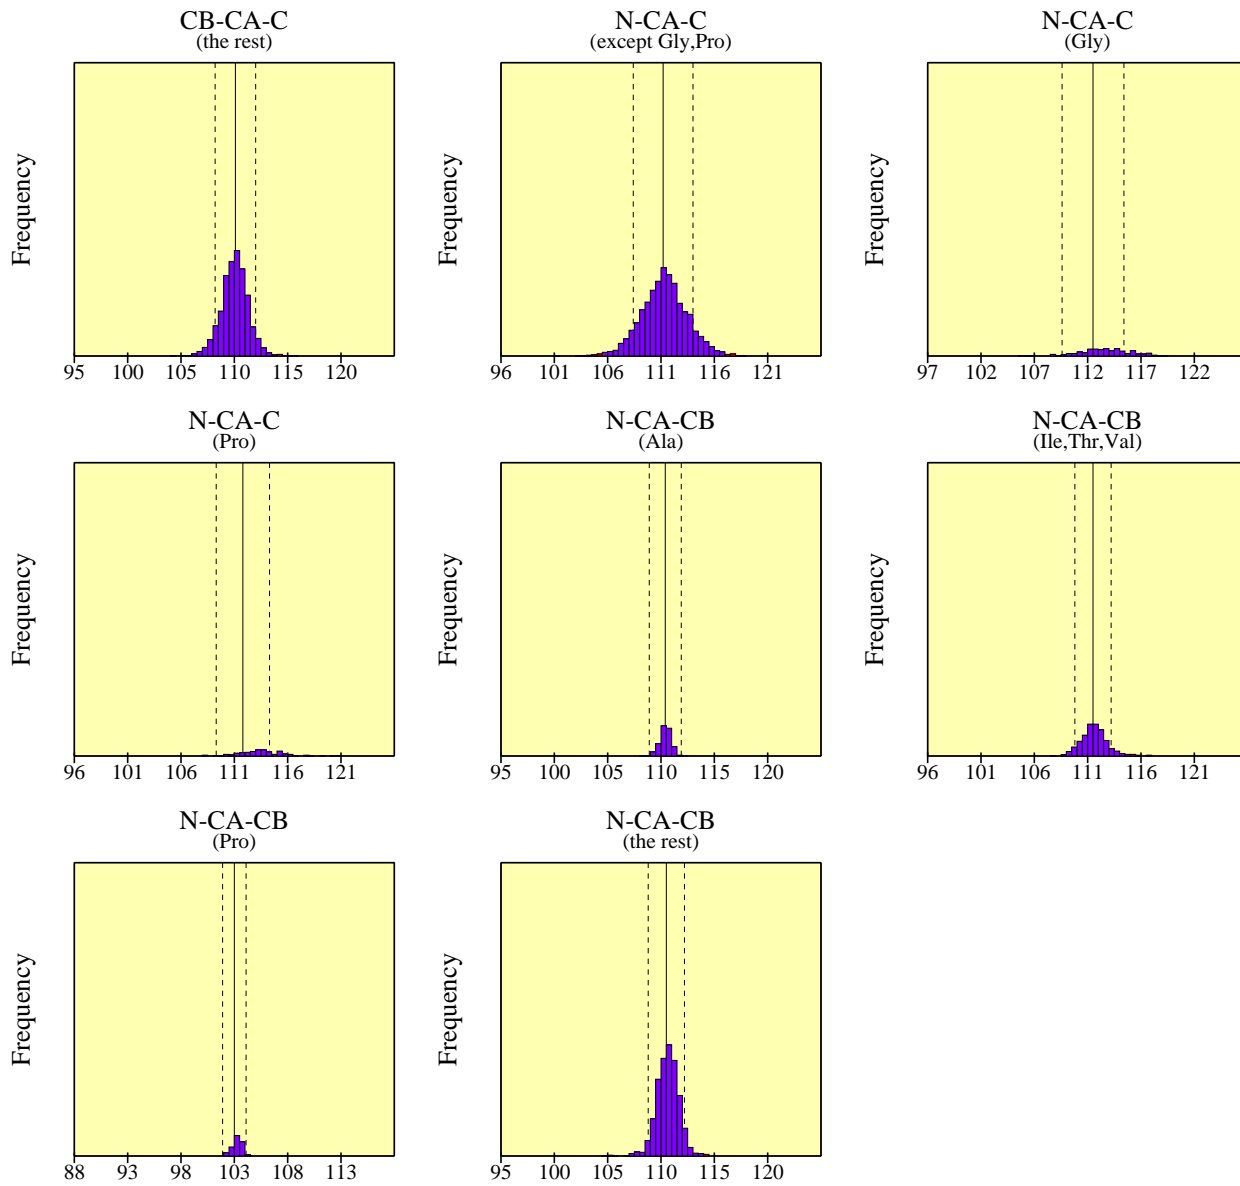 CB-CA-C
(the rest)
Frequency
95 100 105 110 115 120
N-CA-C
(except Gly,Pro)
Frequency
96 101 106 111 116 121
N-CA-C
(Gly)
Frequency
97 102 107 112 117 122
N-CA-C
(Pro)
Frequency
96 101 106 111 116 121
N-CA-CB
(Ala)
Frequency
95 100 105 110 115 120
N-CA-CB
(Ile,Thr,Val)
Frequency
96 101 106 111 116 121
N-CA-CB
(Pro)
Frequency
88 93 98 103 108 113
N-CA-CB
(the rest)
Frequency
95 100 105 110 115 120